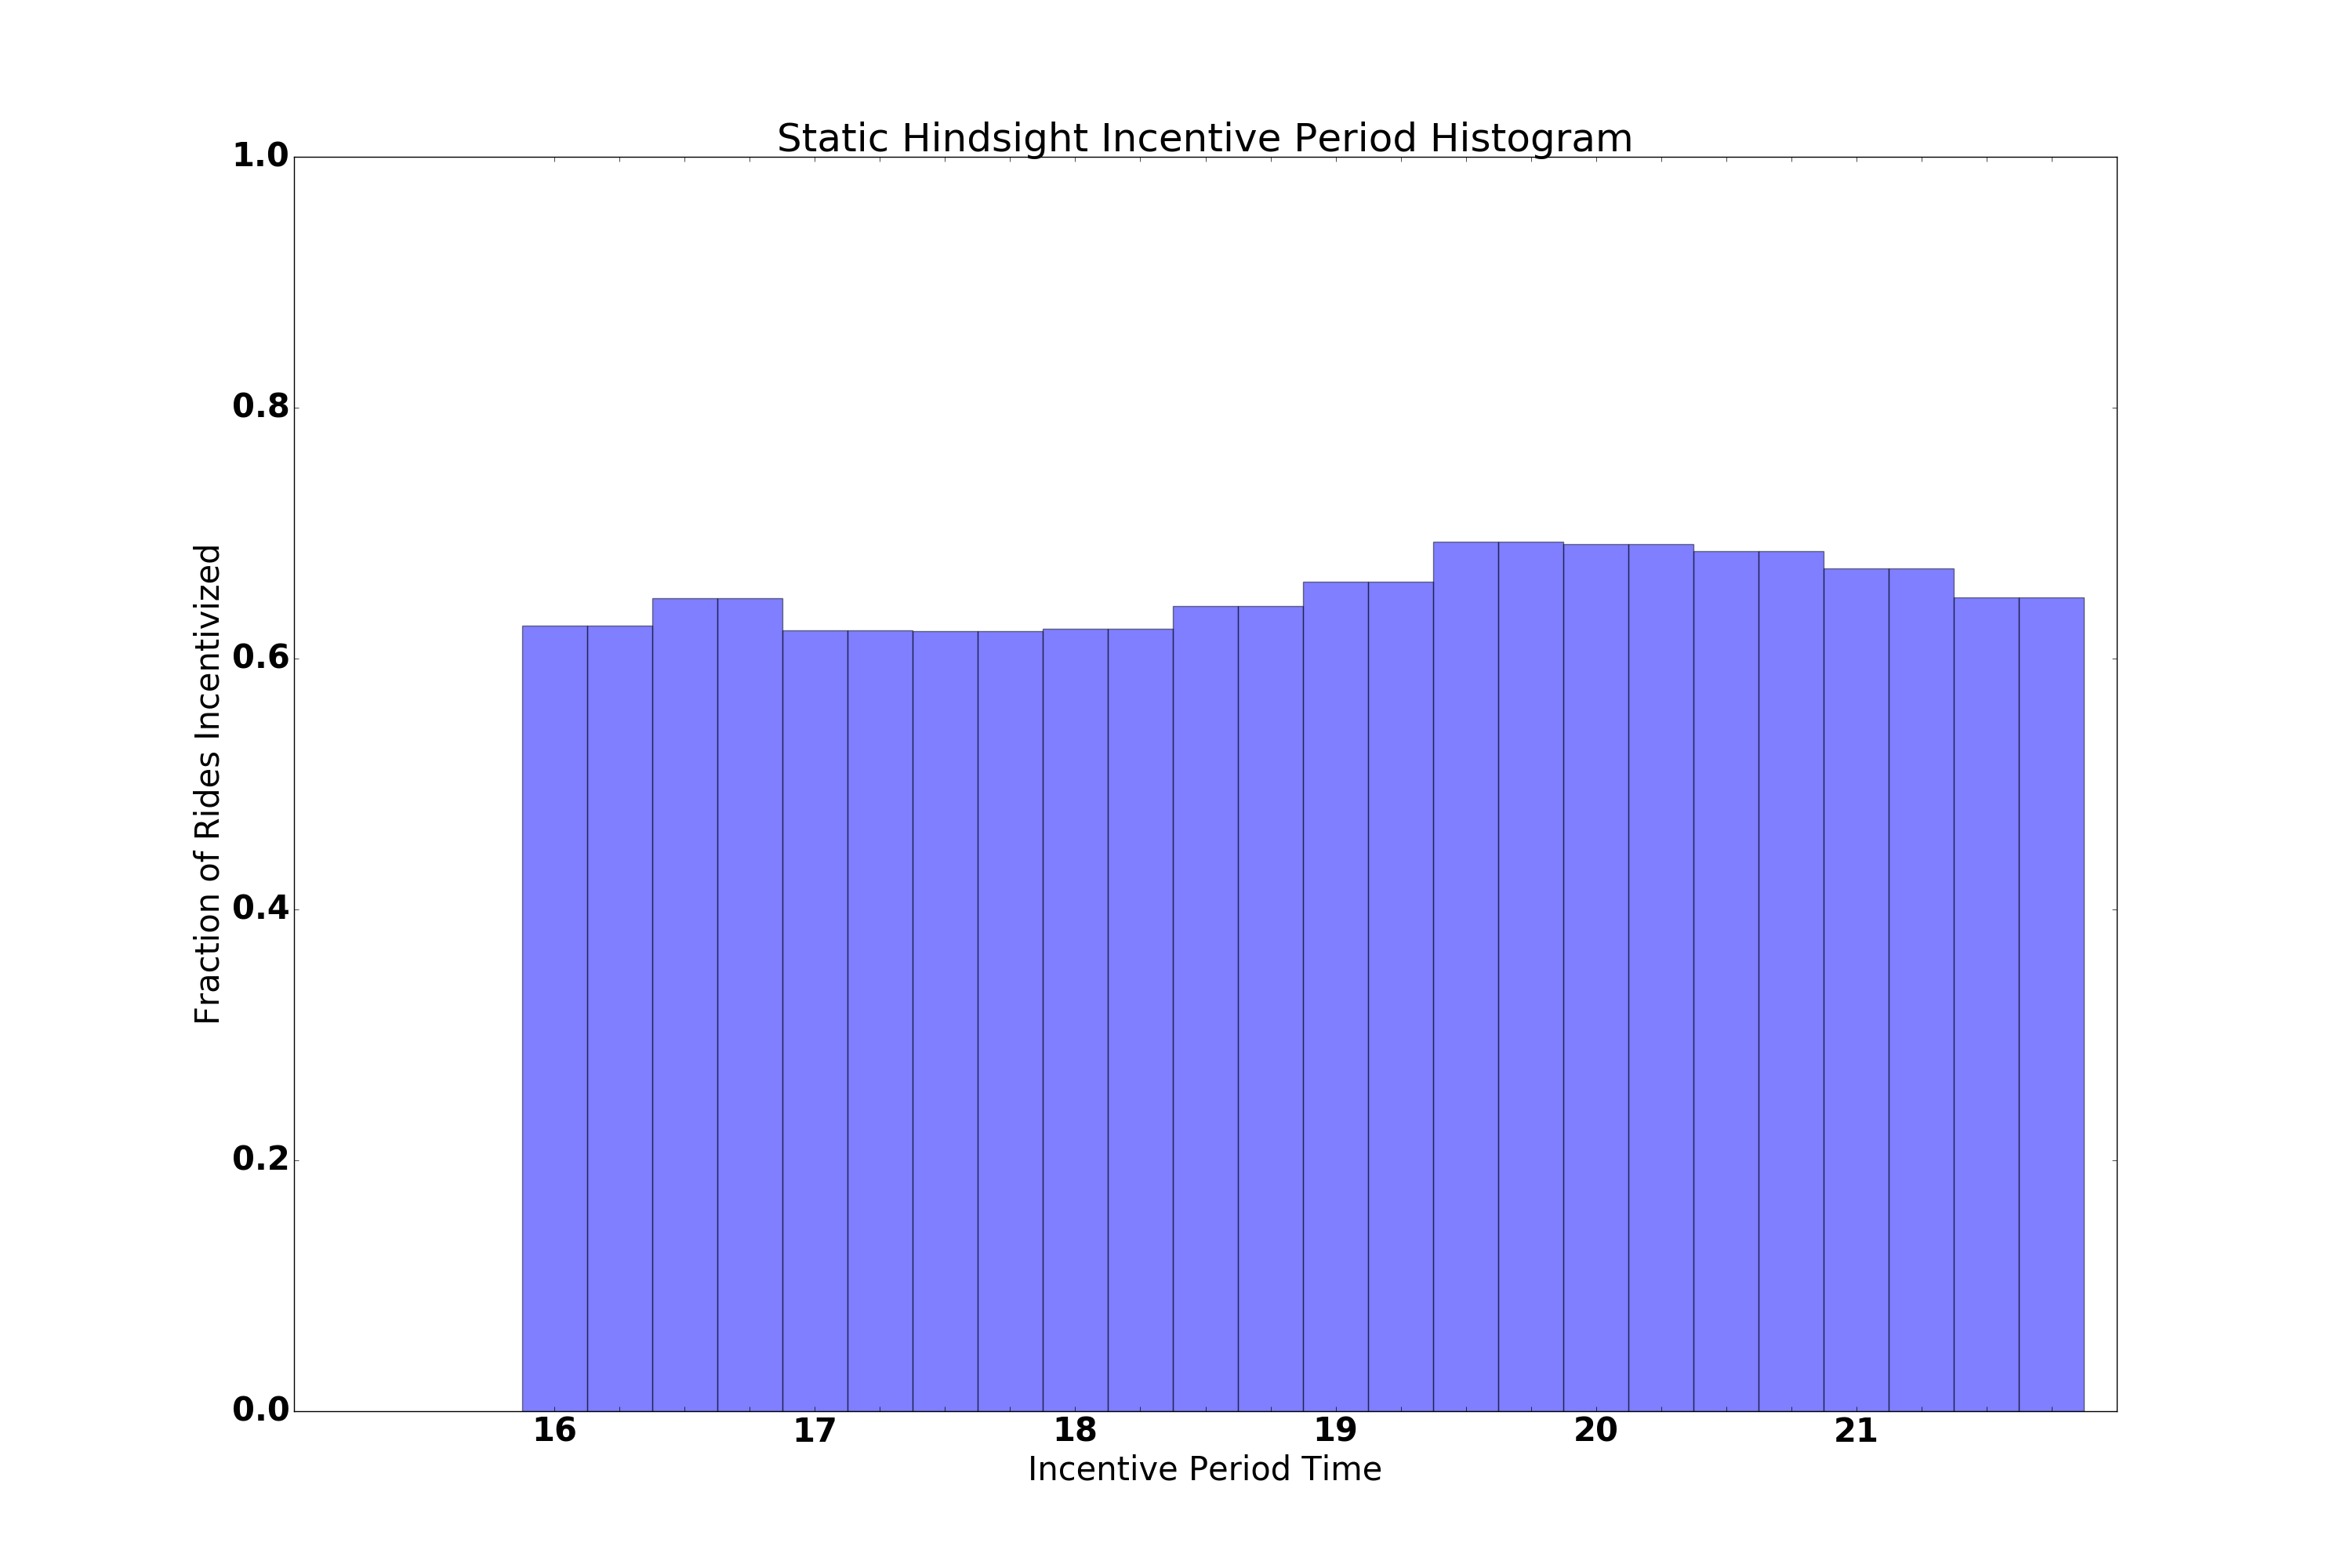 Static Hindsight Incentive Period Histogram
1.0
0.8
0.6
0.4
0.2
0.0
Fraction of Rides Incentivized
16 17 18 19 20 21
Incentive Period Time